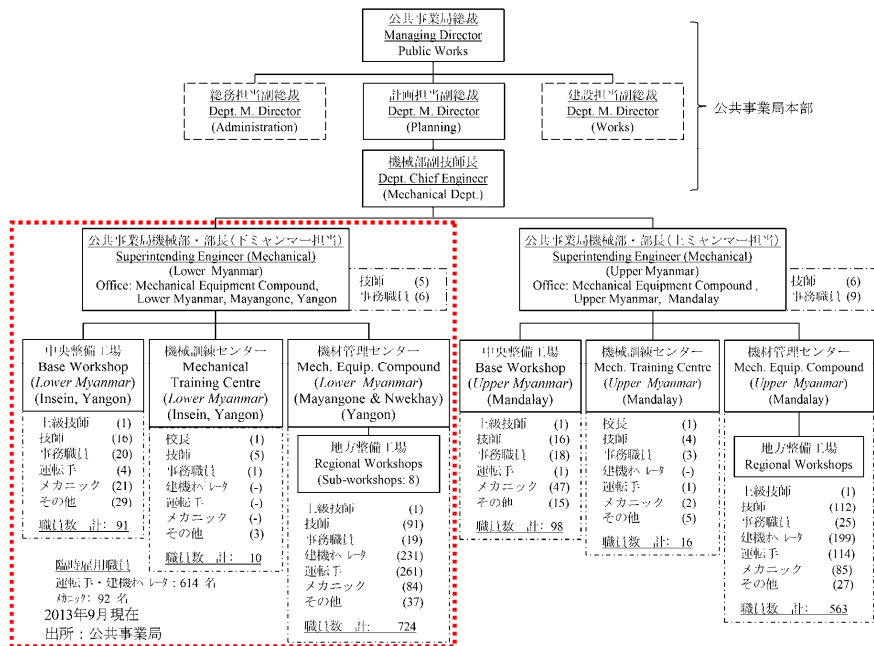 公共事業局総裁
Managing Director
Public Works
総務担当副総裁
Dept. M. Director
(Administration)
計画担当副総裁
Dept. M. Director
(Planning)
建設担当副総裁
Dept. M. Director
(Works)
公共事業局本部
機械部副技師長
Dept. Chief Engineer
(Mechanical Dept.)
公共事業局機械部・部長(下ミャンマー担当)
Superintending Engineer (Mechanical)
(Lower Myanmar)
Office: Mechanical Equipment Compound,
Lower Myanmar, Mayangone, Yangon
技師 (5)
事務職員 (6)
公共事業局機械部・部長(上ミャンマー担当)
Superintending Engineer (Mechanical)
(Upper Myanmar)
Office: Mechanical Equipment Compound ,
Upper Myanmar, Mandalay
技師 (6)
事務職員 (9)
中央整備工場
Base Workshop
(Lower Myanmar)
(Insein, Yangon)
上級技師 (1)
技師 (16)
事務職員 (20)
運転手 (4)
メカニック (21)
その他 (29)
職員数 計: 91
機械訓練センター
Mechanical
Training Centre
(Lower Myanmar)
(Insein, Yangon)
校長 (1)
技師 (5)
事務職員 (1)
建機オペレータ (-)
運転手 (-)
メカニック (-)
その他 (3)
職員数 計: 10
機材管理センター
Mech. Equip. Compound
(Lower Myanmar)
(Mayangone & Nwekhay)
(Yangon)
地方整備工場
Regional Workshops
(Sub-workshops: 8)
上級技師 (1)
技師 (91)
事務職員 (19)
建機オペレータ (231)
運転手 (261)
メカニック (84)
その他 (37)
職員数 計: 724
中央整備工場
Base Workshop
(Upper Myanmar)
(Mandalay)
上級技師 (1)
技師 (16)
事務職員 (18)
運転手 (1)
メカニック (47)
その他 (15)
職員数 計: 98
機械訓練センター
Mech. Training Centre
(Upper Myanmar)
(Mandalay)
校長 (1)
技師 (4)
事務職員 (3)
建機オペレータ (-)
運転手 (1)
メカニック (2)
その他 (5)
職員数 計: 16
機材管理センター
Mech. Equip. Compound
(Upper Myanmar)
(Mandalay)
地方整備工場
Regional Workshops
上級技師 (1)
技師 (112)
事務職員 (25)
建機オペレータ (199)
運転手 (114)
メカニック (85)
その他 (27)
職員数 計: 563
臨時雇用職員
運転手・建機オペレータ : 614 名
メカニック: 92 名
2013年9月現在
出所:公共事業局